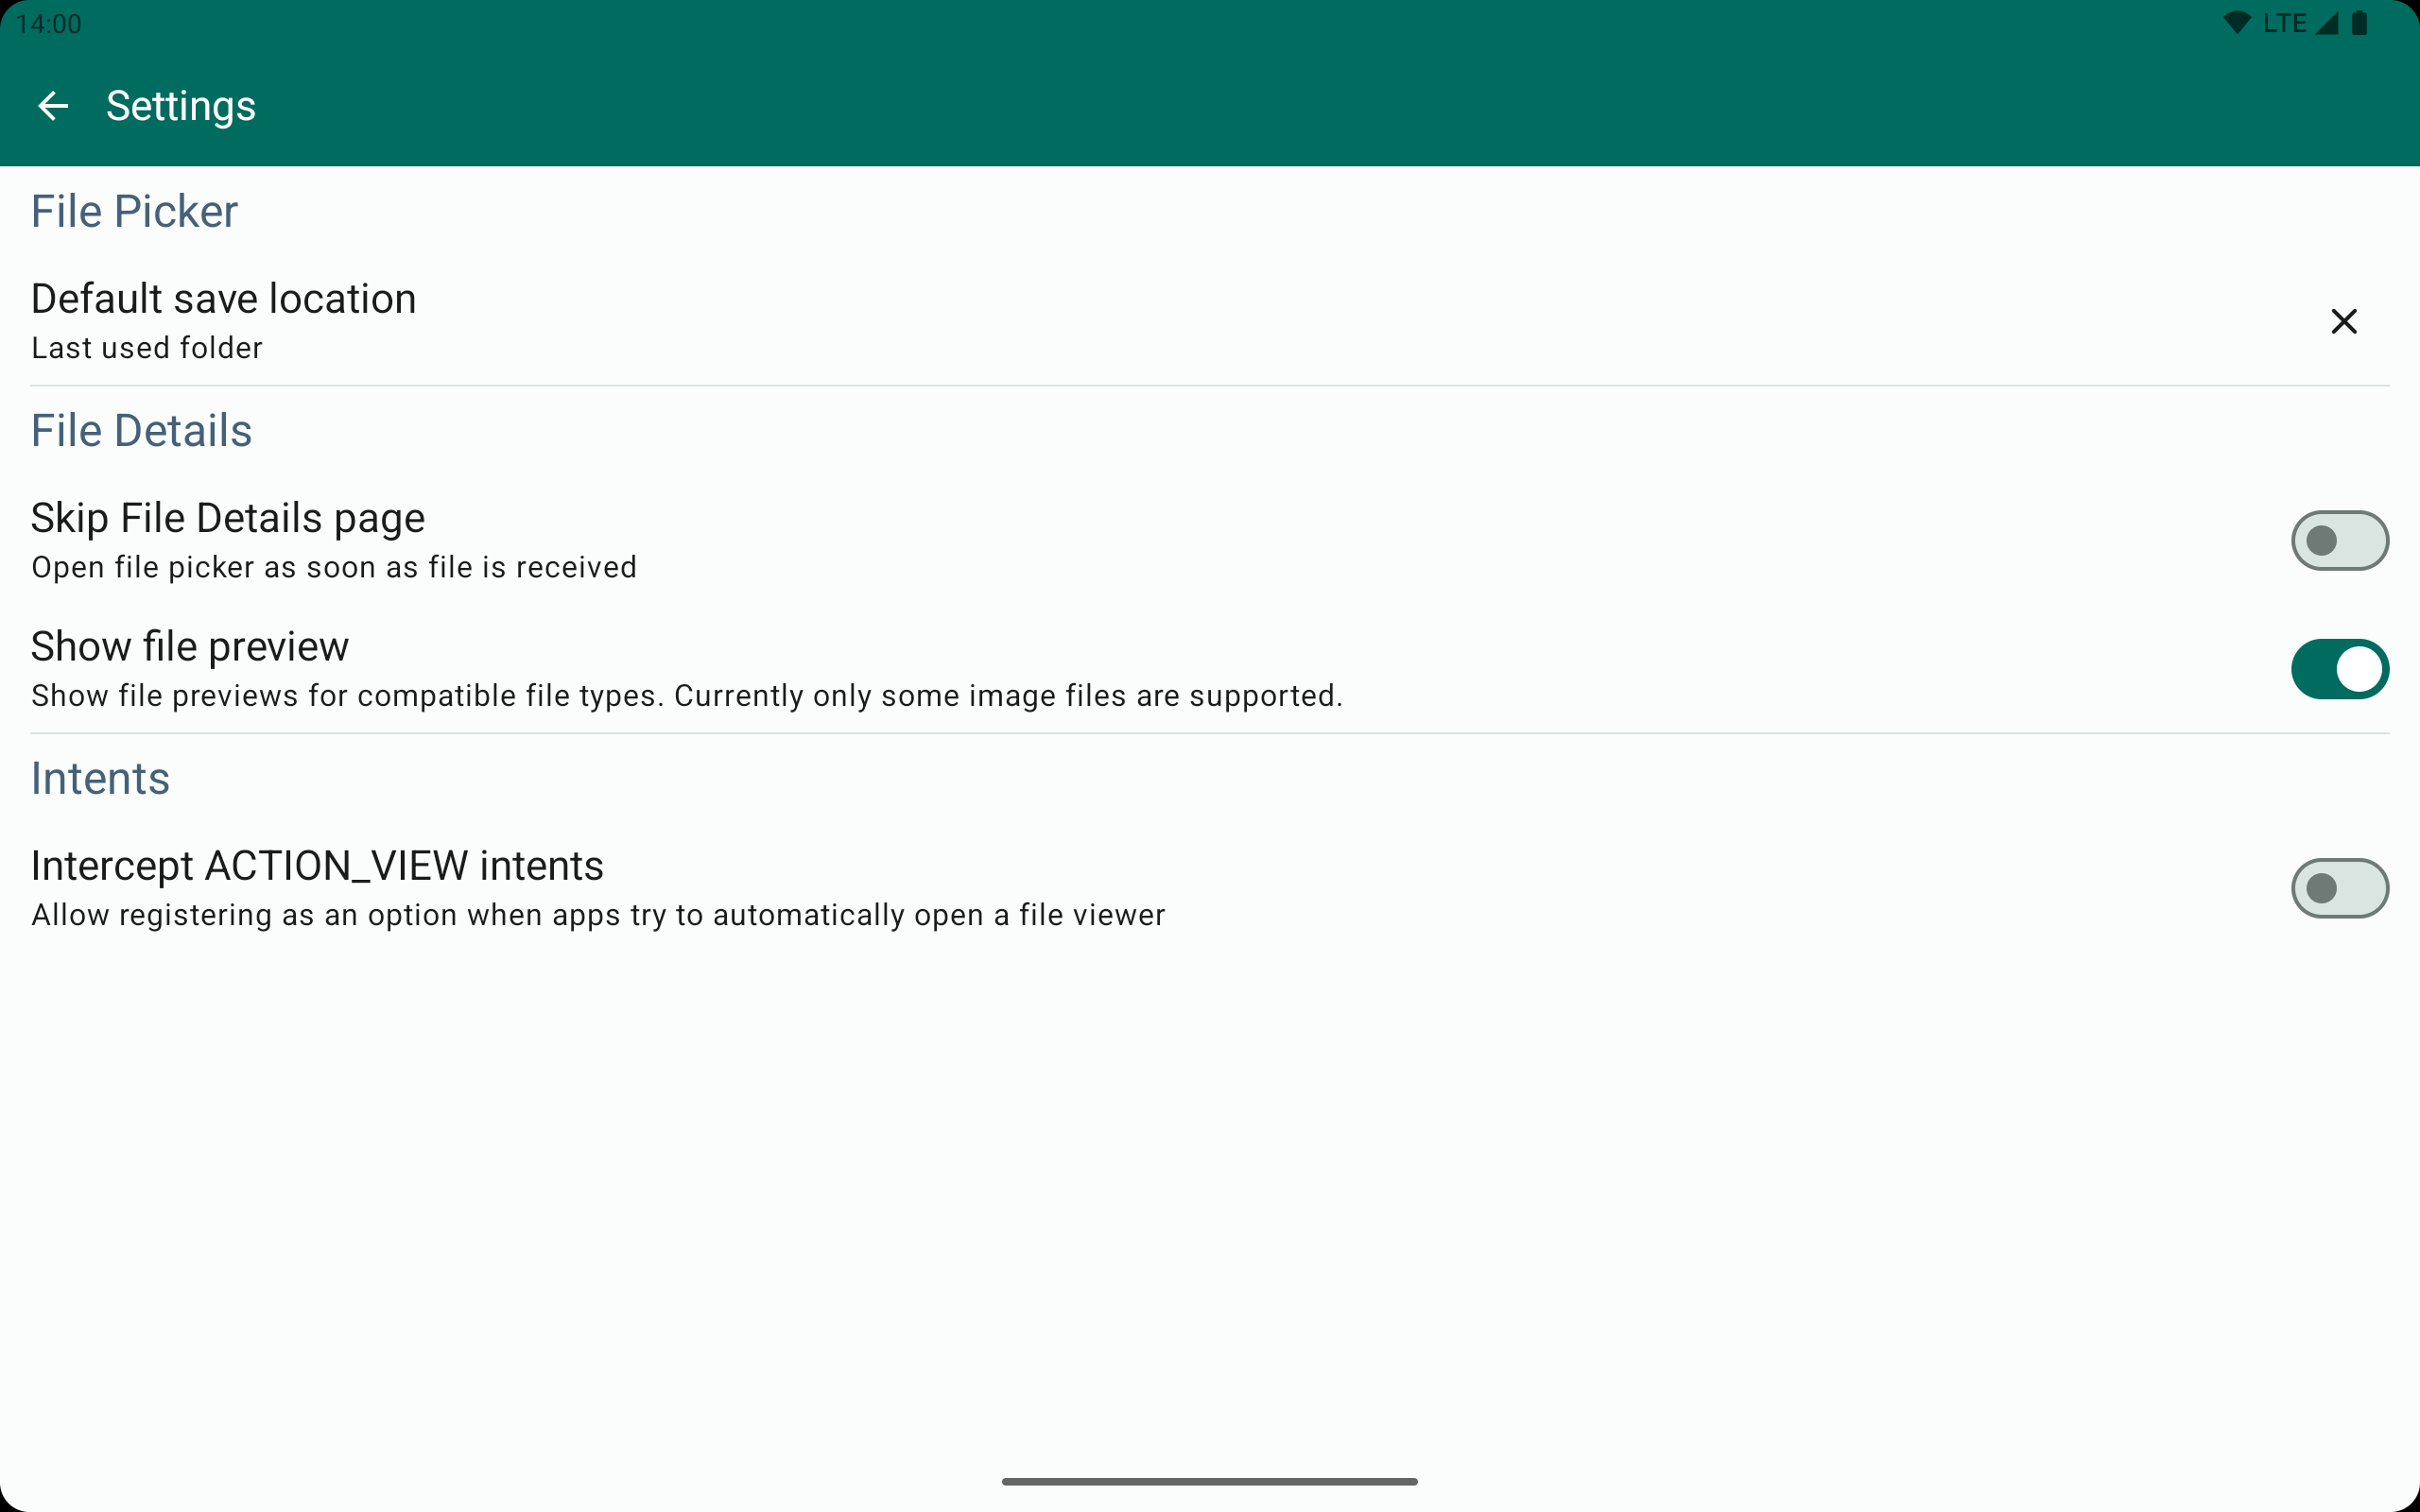 14:00
LTE
Settings
File Picker
Default save location
Last used folder
File Details
Skip File Details page
Open file picker as soon as file is received
Show file preview
Show file previews for compatible file types. Currently only some image files are supported.
Intents
Intercept ACTION_VIEW intents
Allow registering as an option when apps try to automatically open a file viewer